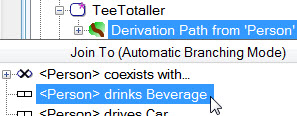 TeeTotaller
Derivation Path from 'Person'
Join To (Automatic Branching Mode)
<Person> coexists with...
<Person> drinks Beverage
<Person> drives Car